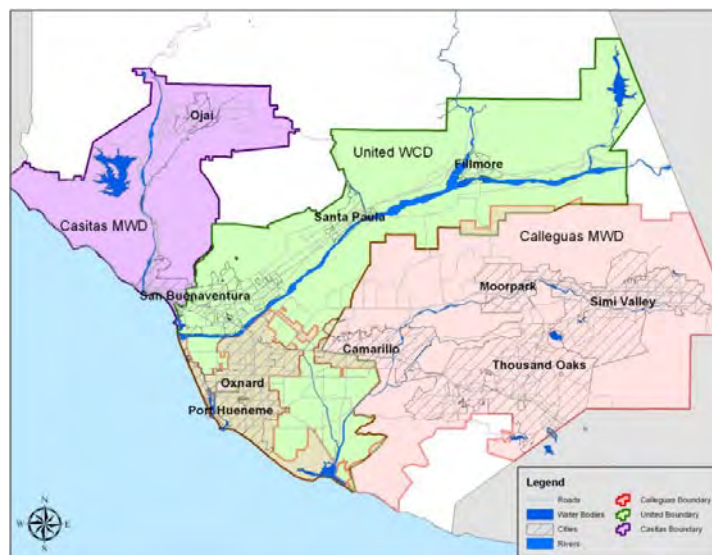 Ojai
United WCD
Fillmore
Santa Paula
Casitas MWD
Calleguas MWD
Moorpark
San Buenaventura
Simi Valley
Camarillo
Thousand Oaks
Oxnard
Port Hueneme
Legend
Roads
Water Bodies
Cities
Rivers
Calleguas Boundary
United Boundary
Casitas Boundary
N
W E
S